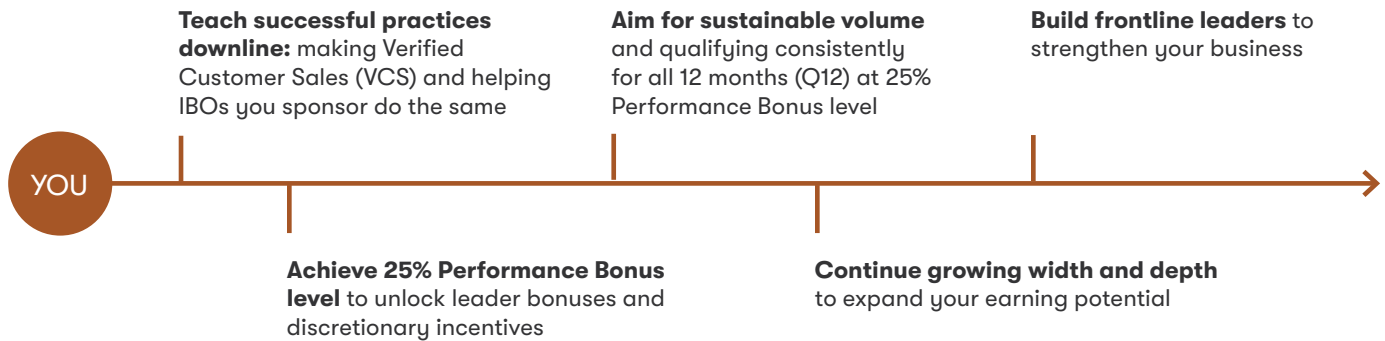 YOU
Teach successful practices
downline: making Verified
Customer Sales (VCS) and helping
IBOs you sponsor do the same
Achieve 25% Performance Bonus
level to unlock leader bonuses and
discretionary incentives
Aim for sustainable volume
and qualifying consistently
for all 12 months (Q12) at 25%
Performance Bonus level
Continue growing width and depth
to expand your earning potential
Build frontline leaders to
strengthen your business